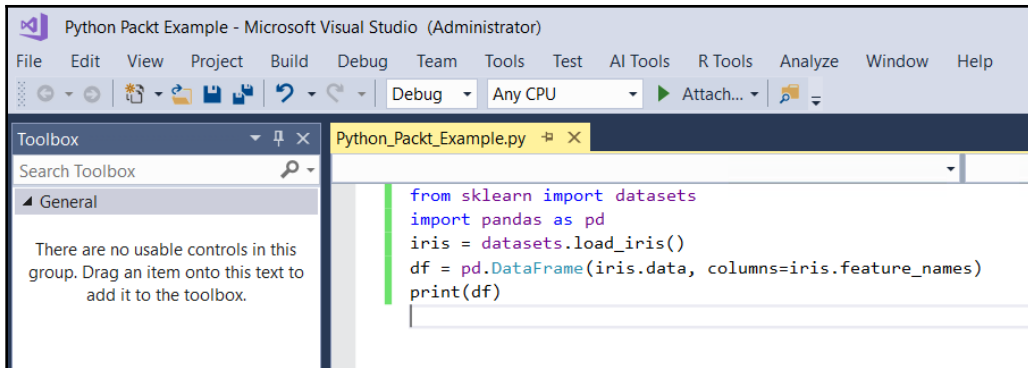 Python Packt Example - Microsoft Visual Studio (Administrator)
File Edit View Project Build Debug Team Tools Test AI Tools R Tools Analyze Window Help
Debug Any CPU Attach...
Toolbox
Python_Packt_Example.py
Search Toolbox
General
There are no usable controls in this
group. Drag an item onto this text to
add it to the toolbox.
from sklearn import datasets
import pandas as pd
iris = datasets.load_iris()
df = pd.DataFrame(iris.data, columns=iris.feature_names)
print(df)